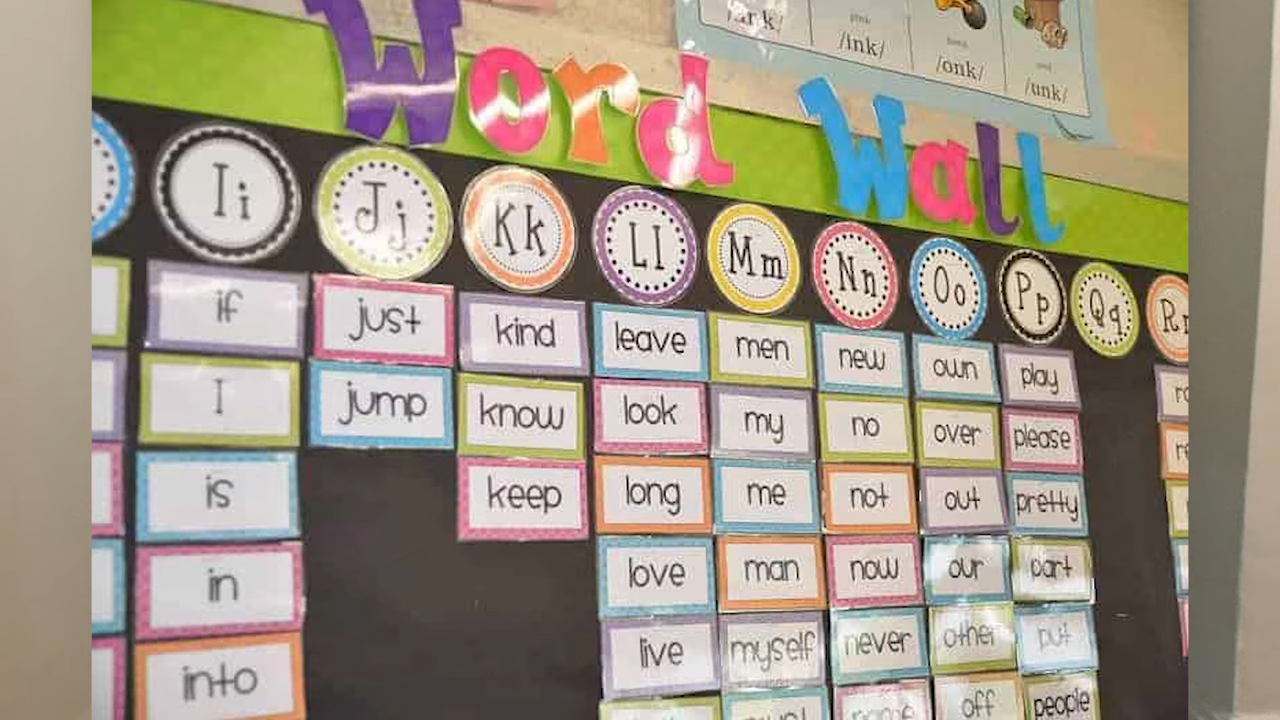 /ink/
/onk/
/unk/
Word Wall
Ii
Jj
Kk
Ll
Mm
Nn
Oo
Pp
Qq
if
I
is
in
into
just
jump
kind
know
keep
leave
look
long
love
live
men
my
me
man
myself
new
no
not
now
never
own
over
out
our
other
off
play
please
pretty
part
put
people